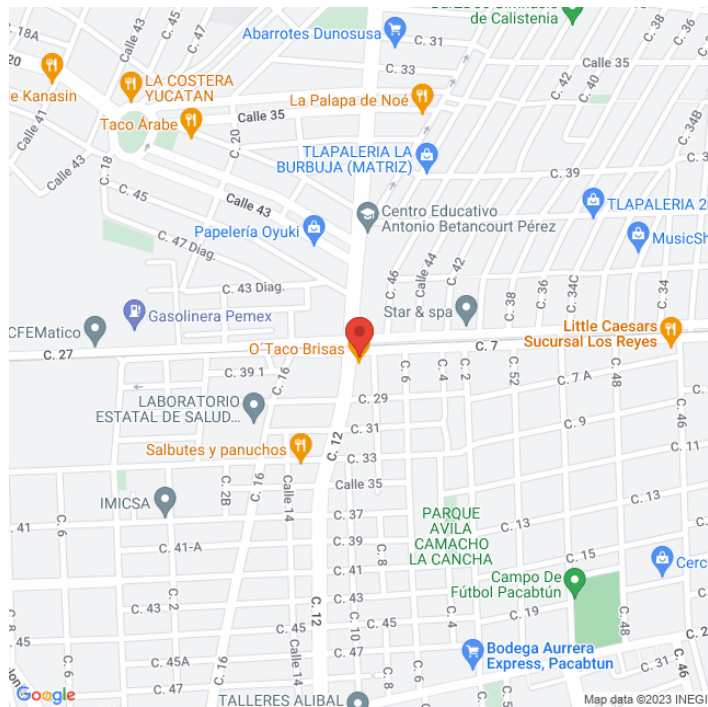 de Calistenia
C. 18A
20
C. 45
C. 47
Abarrotes Dunosusa
C. 31
C. 36
C. 38
Calle 43
C. 33
Calle 35
C. 42
C. 40
e Kanasin
LA COSTERA
YUCATAN
La Palapa de Noé
C. 34B
Calle 41
Taco Árabe
Calle 35
C. 20
Calle 43
C. 18
TLAPALERIA LA
BURBUJA (MATRIZ)
C. 39
C. 45
Calle 43
Centro Educativo
Antonio Betancourt Pérez
TLAPALERIA 2
Papelería Oyuki
MusicSh
C. 47 Diag.
C. 46
Calle 44
C. 42
C. 43 Diag.
C. 38
C. 36
C. 34C
C. 34
Gasolinera Pemex
Star & spa
CFEMatico
Little Caesars
Sucursal Los Reyes
C. 27
O´Taco Brisas
C. 7
C. 39 1
C. 16
C. 6
C. 4
C. 2
C. 52
C. 7 A
C. 48
C. 46
LABORATORIO
ESTATAL DE SALUD...
C. 29
C. 31
C. 9
Salbutes y panuchos
C. 12
C. 33
C. 11
C. 2B
C. 16
Calle 14
Calle 35
IMICSA
C. 13
C. 41
C. 6
C. 37
PARQUE
AVILA
CAMACHO
LA CANCHA
C. 13
C. 41-A
C. 39
C. 8
C. 15
Cerc
C. 2
C. 41
Campo De
Fútbol Pacabtún
C. 8
C. 43
C. 43
C. 19
C. 45
C. 12
C. 10
C. 45
C. 4
C. 48
C. 2
C. 6
C. 45A
C. 16
Calle 14
C. 47
Bodega Aurrera
Express, Pacabtun
C. 31
C. 46
C. 47
TALLERES ALIBAL
C. 5
Google
Map data ©2023 INEGI